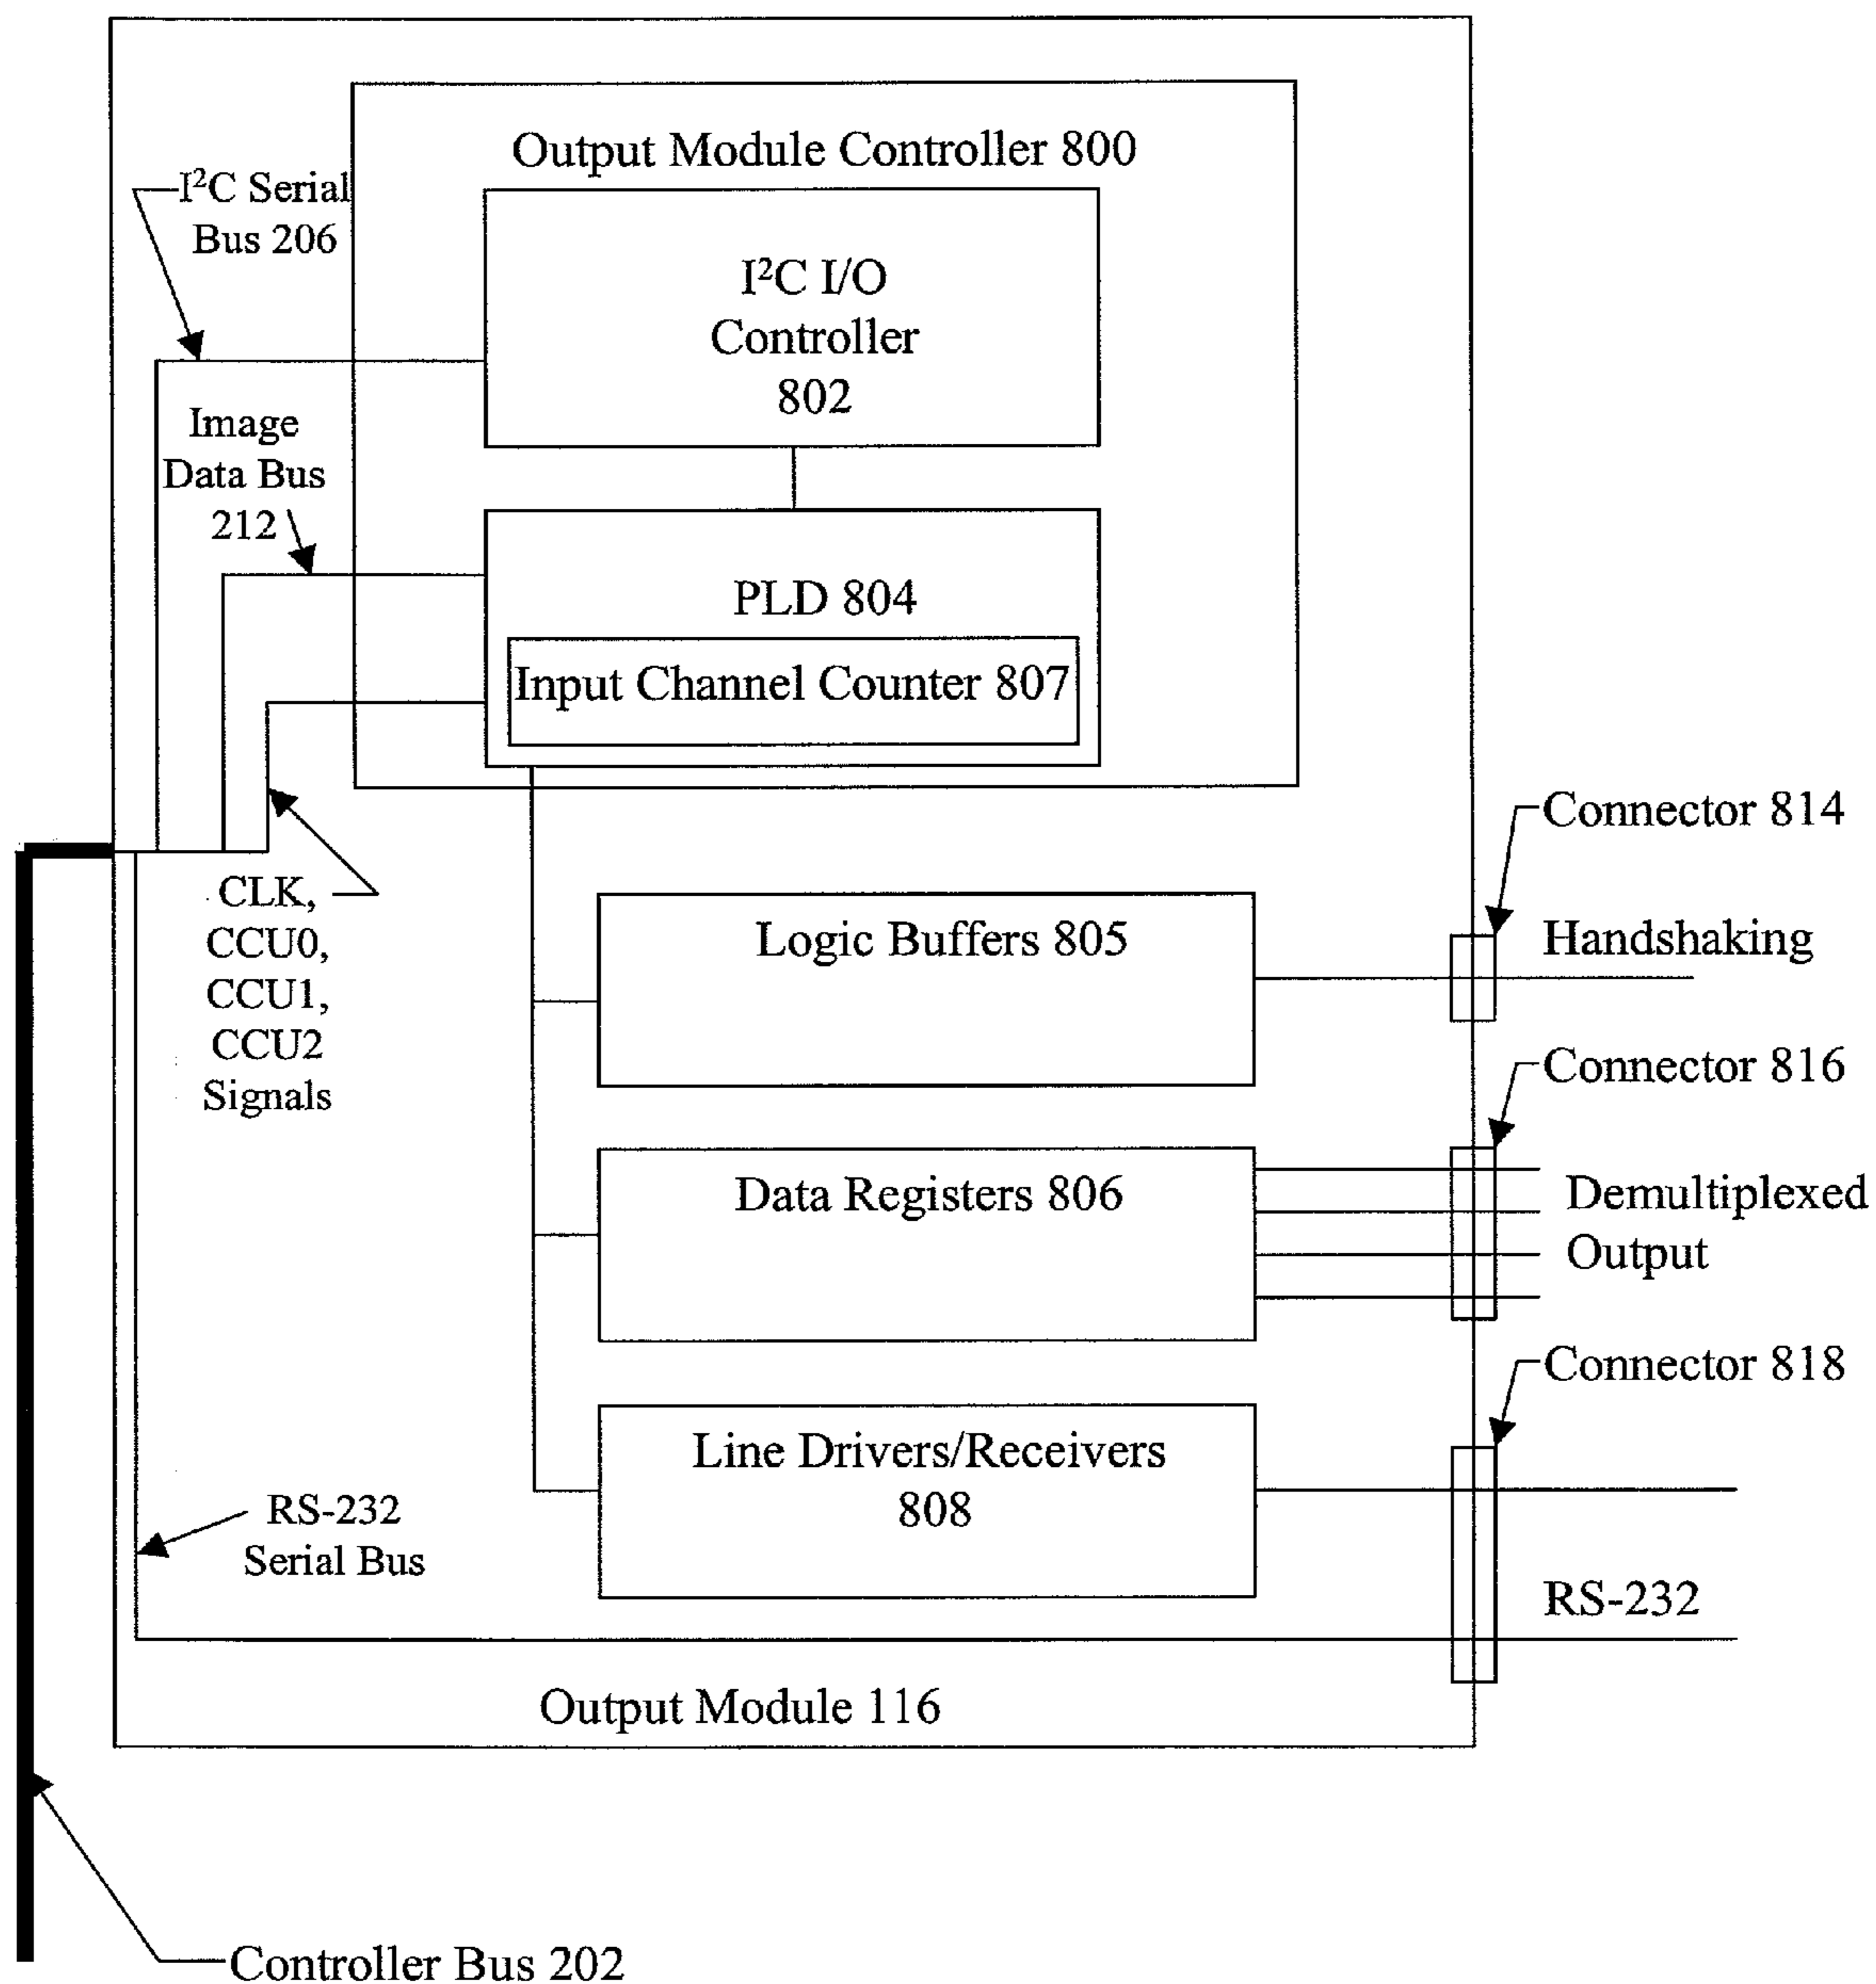 Output Module Controller 800
I²C Serial
Bus 206
I²C I/O
Controller
802
Image
Data Bus
212
PLD 804
Input Channel Counter 807
Connector 814
CLK,
CCU0,
CCU1,
CCU2
Signals
Logic Buffers 805
Handshaking
Connector 816
Data Registers 806
Demultiplexed
Output
Connector 818
Line Drivers/Receivers
808
RS-232
Serial Bus
RS-232
Output Module 116
Controller Bus 202